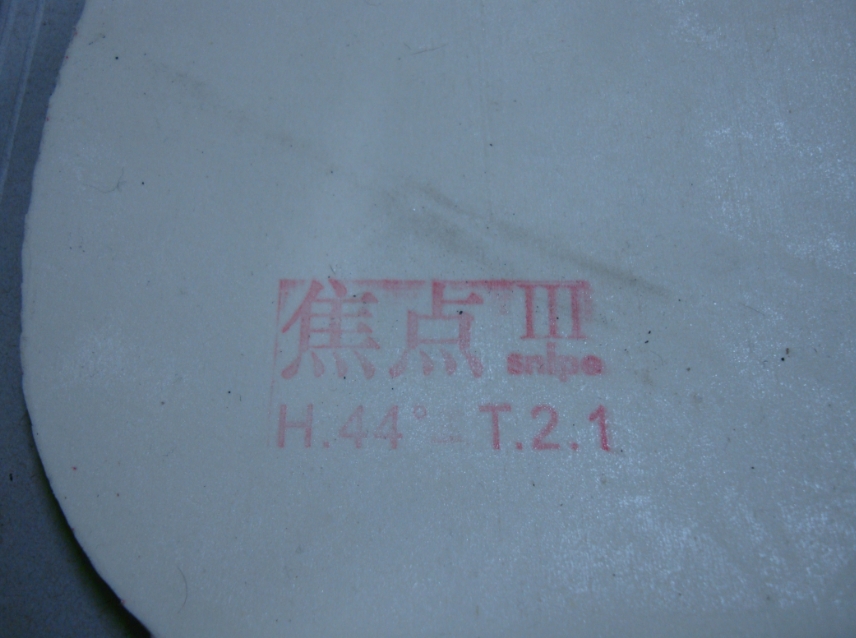 焦点 III
snipe
H.44° T.2.1